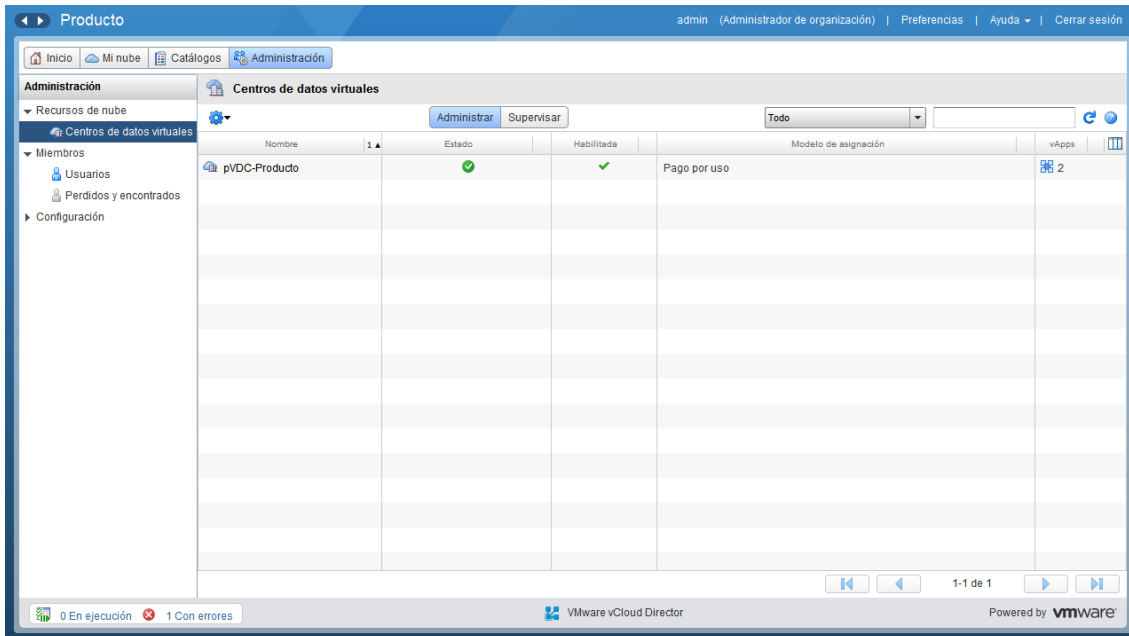 Producto
admin (Administrador de organización) | Preferencias | Ayuda | Cerrar sesión
Inicio Mi nube Catálogos Administración
Administración
Centros de datos virtuales
Recursos de nube
Centros de datos virtuales
Miembros
Usuarios
Perdidos y encontrados
Configuración
Administrar Supervisar Todo
Nombre 1 Estado Habilitada Modelo de asignación vApps
pVDC-Producto Pago por uso 2
1-1 de 1
0 En ejecución 1 Con errores
VMware vCloud Director
Powered by vmware